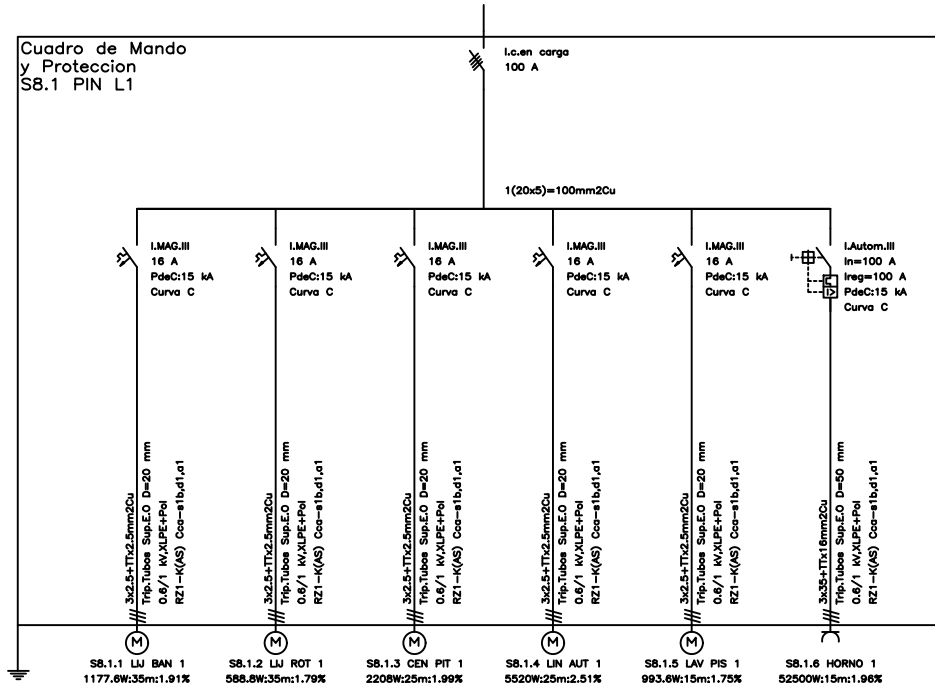 Cuadro de Mando
y Proteccion
S8.1 PIN L1
I.c.en carga
100 A
1(20x5)=100mm2Cu
I.MAG.III
16 A
PdeC:15 kA
Curva C
I.MAG.III
16 A
PdeC:15 kA
Curva C
I.MAG.III
16 A
PdeC:15 kA
Curva C
I.MAG.III
16 A
PdeC:15 kA
Curva C
I.MAG.III
16 A
PdeC:15 kA
Curva C
I.Autom.III
In=100 A
Ireg=100 A
PdeC:15 kA
Curva C
I>
3x2.5+TTx2.5mm2Cu
Trip.Tubos Sup.E.O D=20 mm
0.6/1 kV,XLPE+Pol
RZ1-K(AS) Cca-s1b,d1,a1
3x2.5+TTx2.5mm2Cu
Trip.Tubos Sup.E.O D=20 mm
0.6/1 kV,XLPE+Pol
RZ1-K(AS) Cca-s1b,d1,a1
3x2.5+TTx2.5mm2Cu
Trip.Tubos Sup.E.O D=20 mm
0.6/1 kV,XLPE+Pol
RZ1-K(AS) Cca-s1b,d1,a1
3x2.5+TTx2.5mm2Cu
Trip.Tubos Sup.E.O D=20 mm
0.6/1 kV,XLPE+Pol
RZ1-K(AS) Cca-s1b,d1,a1
3x2.5+TTx2.5mm2Cu
Trip.Tubos Sup.E.O D=20 mm
0.6/1 kV,XLPE+Pol
RZ1-K(AS) Cca-s1b,d1,a1
3x35+TTx16mm2Cu
Trip.Tubos Sup.E.O D=50 mm
0.6/1 kV,XLPE+Pol
RZ1-K(AS) Cca-s1b,d1,a1
M
M
M
M
M
S8.1.1 LIJ BAN 1
1177.6W:35m:1.91%
S8.1.2 LIJ ROT 1
588.8W:35m:1.79%
S8.1.3 CEN PIT 1
2208W:25m:1.99%
S8.1.4 LIN AUT 1
5520W:25m:2.51%
S8.1.5 LAV PIS 1
993.6W:15m:1.75%
S8.1.6 HORNO 1
52500W:15m:1.96%